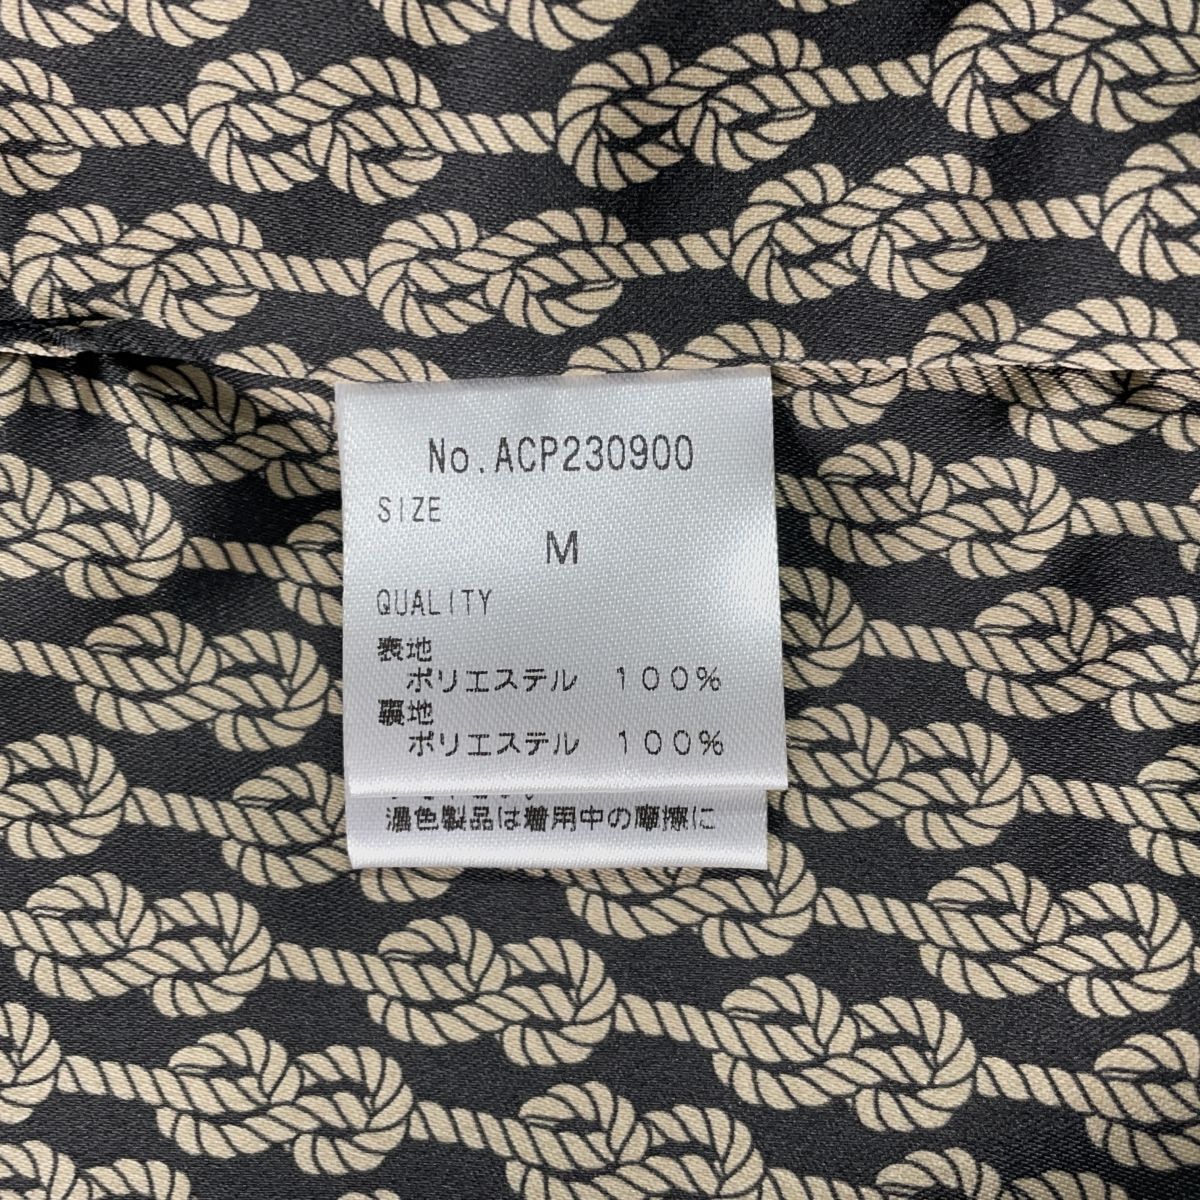 No.ACP230900
SIZE
M
QUALITY
表地
ポリエステル 100%
裏地
ポリエステル 100%
濃色製品は着用中の摩擦に